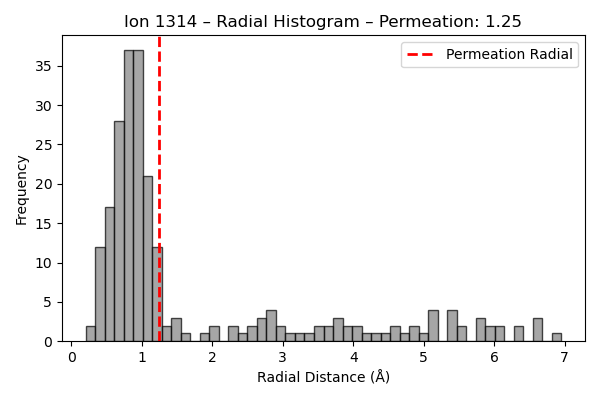 Ion 1314 – Radial Histogram – Permeation: 1.25
Permeation Radial
Frequency
35
30
25
20
15
10
5
0
0 1 2 3 4 5 6 7
Radial Distance (Å)